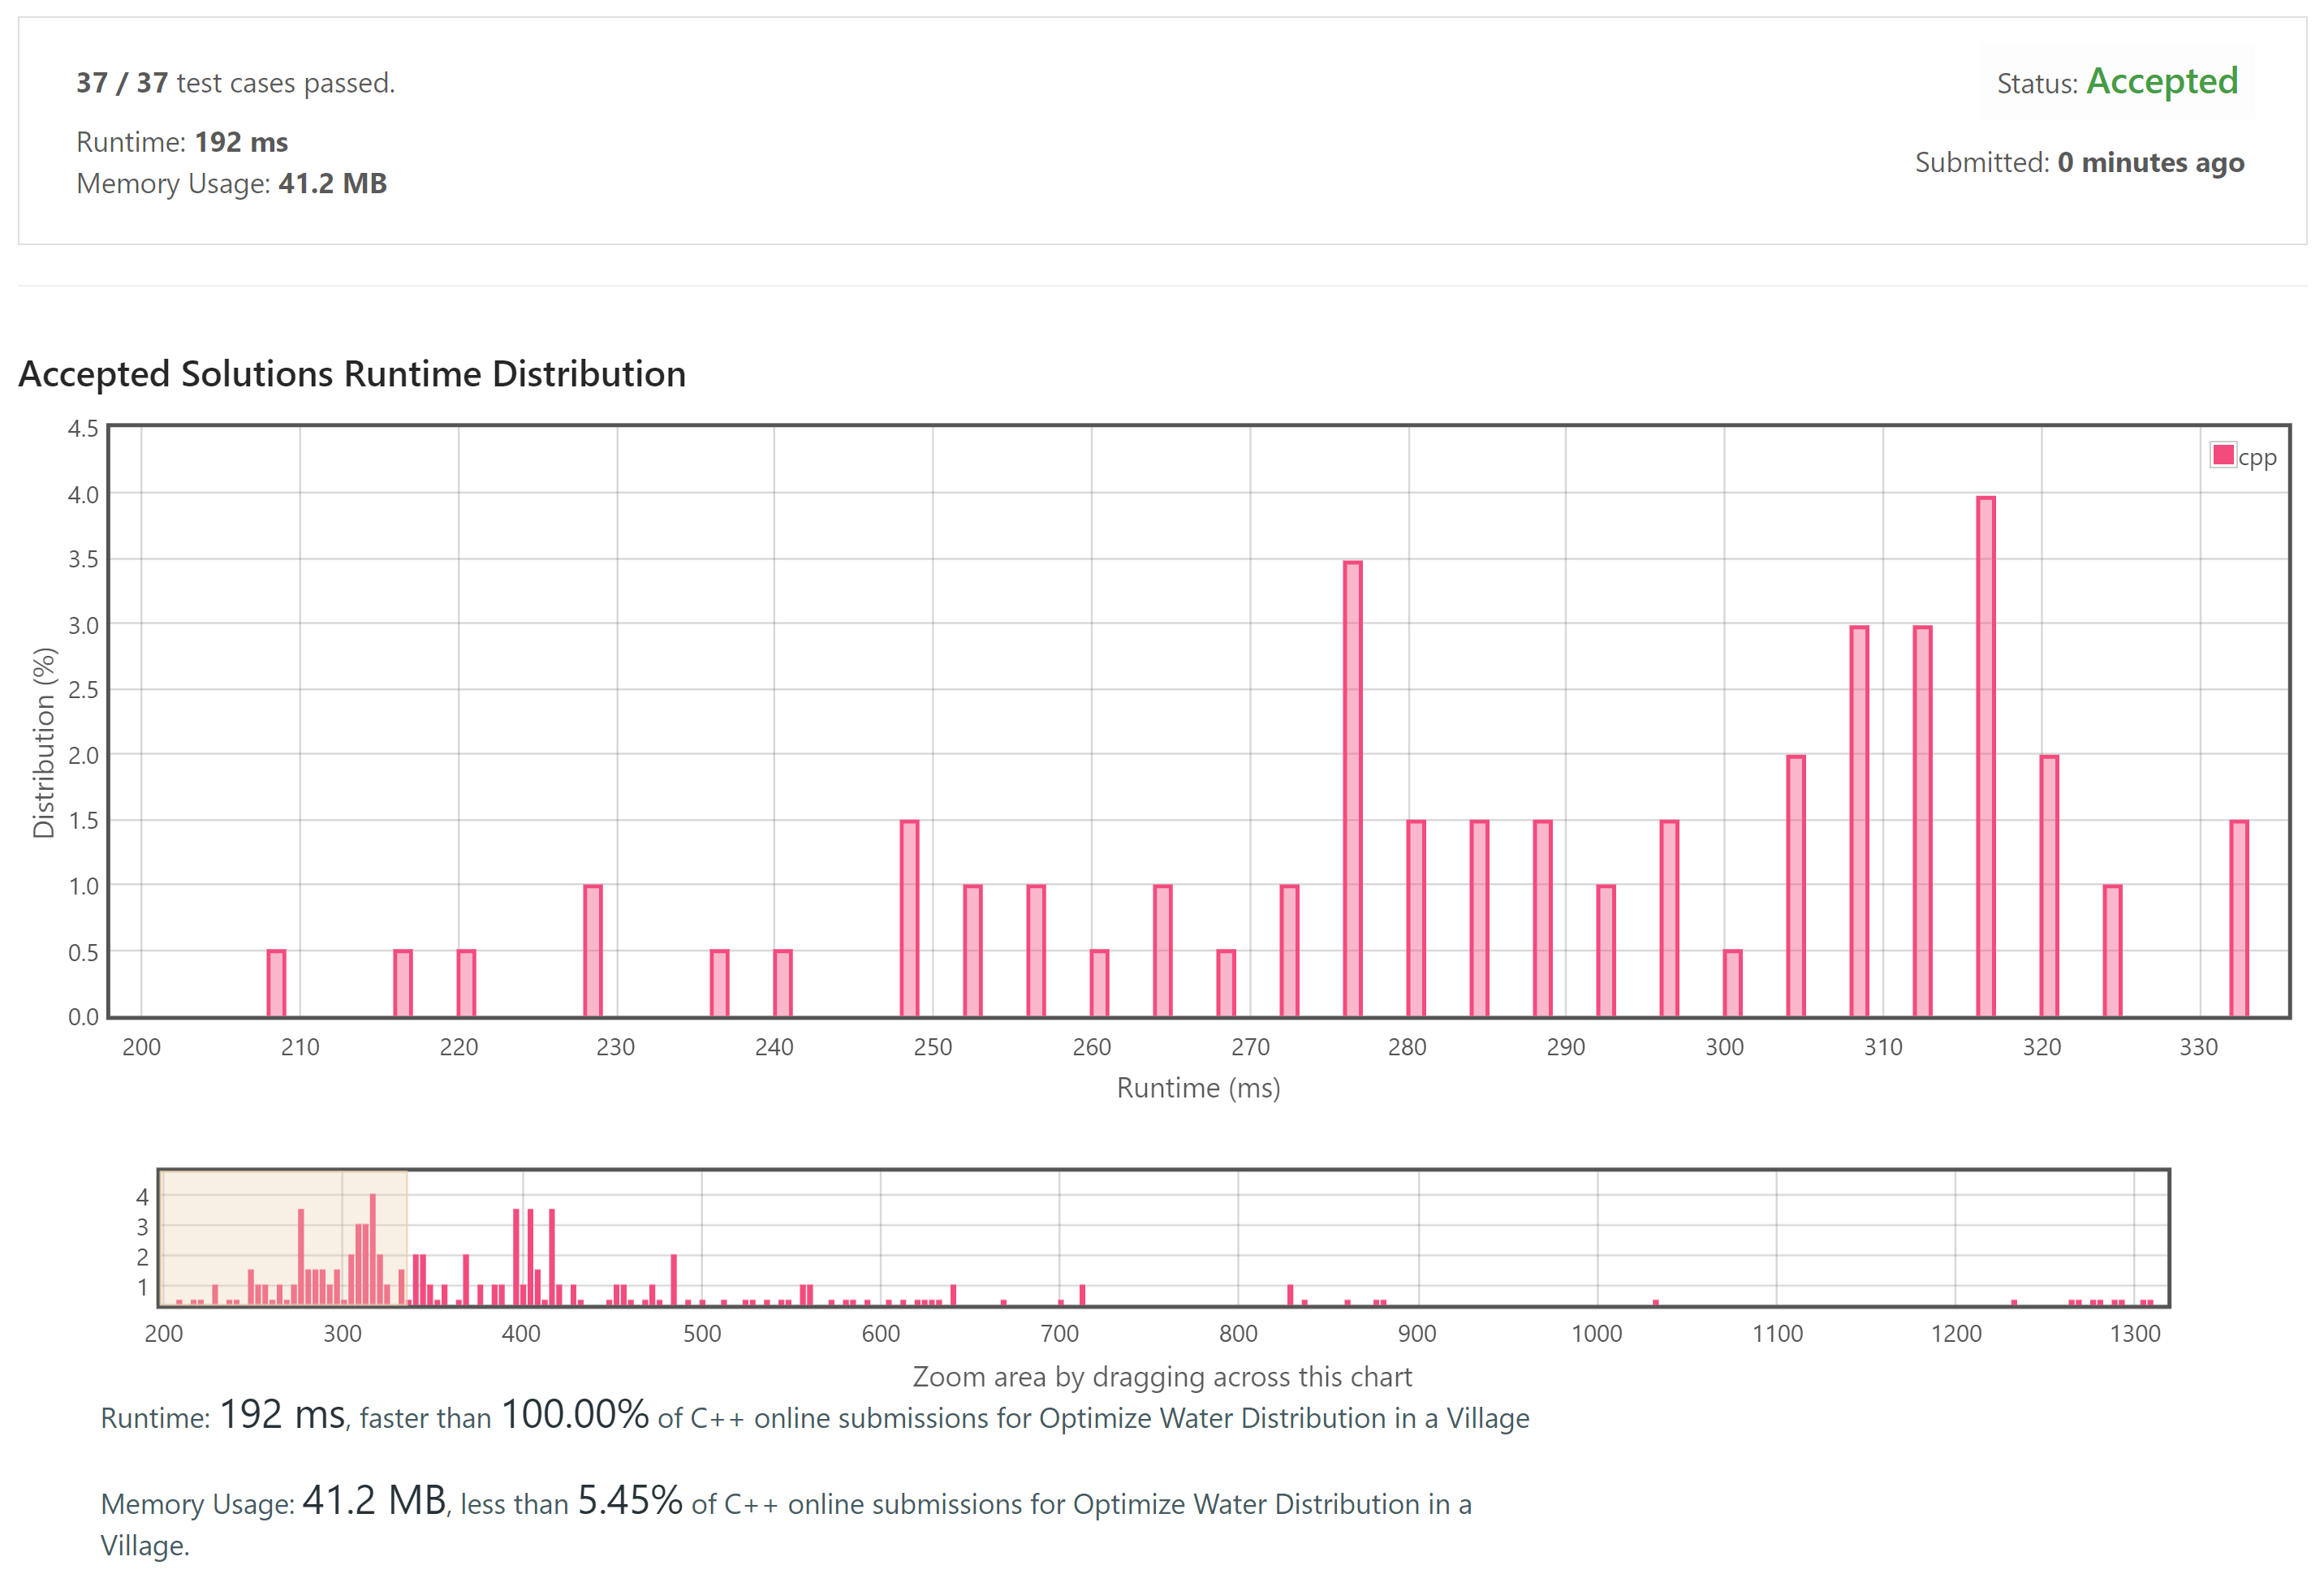 37 / 37 test cases passed.
Status: Accepted
Runtime: 192 ms
Submitted: 0 minutes ago
Memory Usage: 41.2 MB
Accepted Solutions Runtime Distribution
cpp
4.5
4.0
3.5
3.0
2.5
2.0
1.5
1.0
0.5
0.0
Distribution (%)
200 210 220 230 240 250 260 270 280 290 300 310 320 330
Runtime (ms)
4
3
2
1
200 300 400 500 600 700 800 900 1000 1100 1200 1300
Zoom area by dragging across this chart
Runtime: 192 ms, faster than 100.00% of C++ online submissions for Optimize Water Distribution in a Village
Memory Usage: 41.2 MB, less than 5.45% of C++ online submissions for Optimize Water Distribution in a
Village.